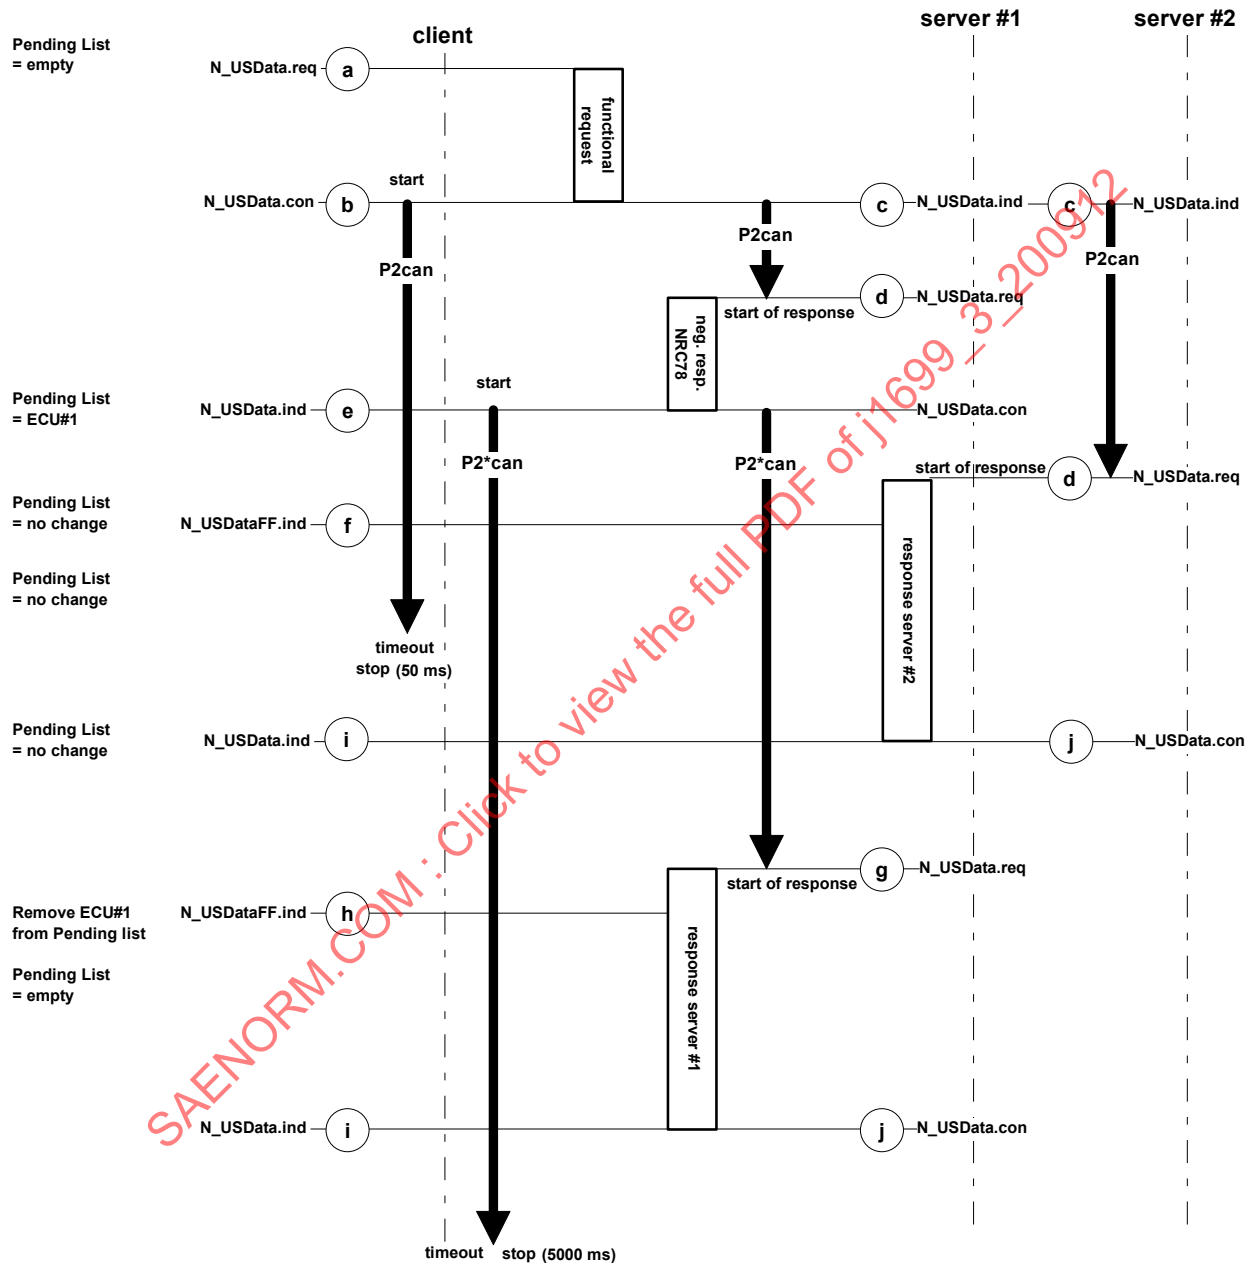 server #1
server #2
client
Pending List
= empty
N_USData.req
a
functional
request
start
N_USData.con
b
c
N_USData.ind
c
N_USData.ind
P2can
P2can
P2can
d
N_USData.req
start of response
neg. resp.
NRC78
start
Pending List
= ECU#1
N_USData.ind
e
N_USData.con
P2*can
P2*can
start of response
d
N_USData.req
Pending List
= no change
N_USDataFF.ind
f
response server #2
Pending List
= no change
timeout
stop (50 ms)
Pending List
= no change
N_USData.ind
i
j
N_USData.con
g
N_USData.req
start of response
Remove ECU#1
from Pending list
N_USDataFF.ind
h
response server #1
Pending List
= empty
N_USData.ind
i
j
N_USData.con
timeout
stop (5000 ms)
SAENORM.COM : Click to view the full PDF of j1699_3_200912